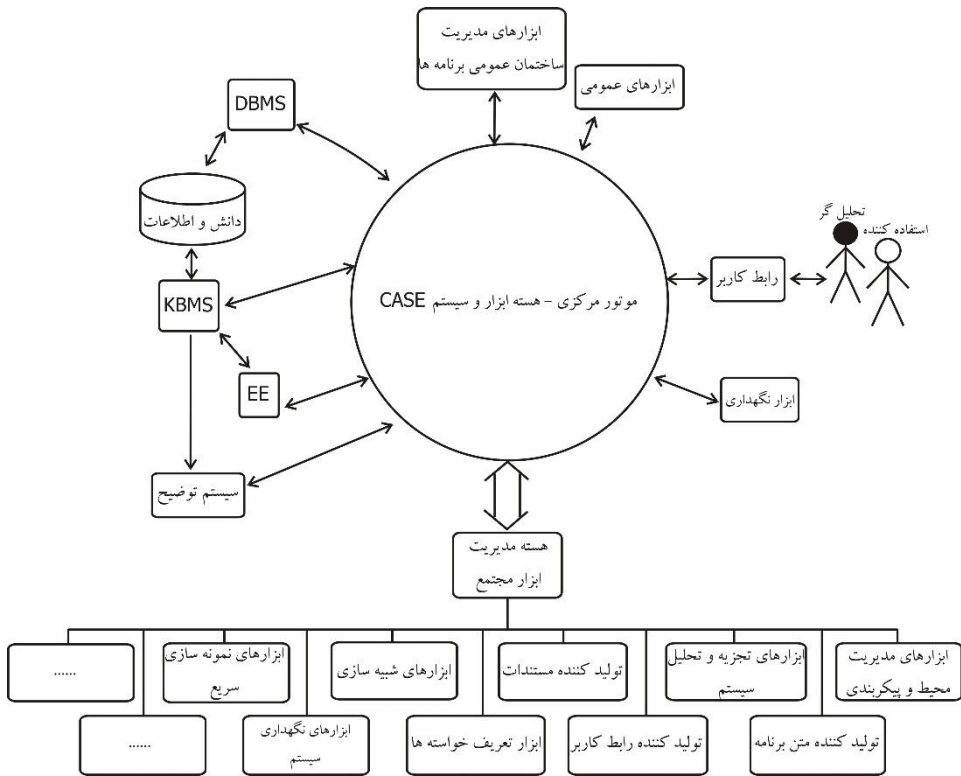 ابزارهای مدیریت
ساختمان عمومی برنامه ها
ابزارهای عمومی
DBMS
دانش و اطلاعات
تحلیل گر
استفاده کننده
رابط کاربر
KBMS
موتور مرکزی – هسته ابزار و سیستم CASE
EE
ابزار نگهداری
سیستم توضیح
هسته مدیریت
ابزار مجتمع
ابزارهای مدیریت
محیط و پیکربندی
ابزارهای تجزیه و تحلیل
سیستم
تولید کننده مستندات
ابزارهای شبیه سازی
ابزارهای نمونه سازی
سریع
......
تولید کننده متن برنامه
تولید کننده رابط کاربر
ابزار تعریف خواسته ها
ابزارهای نگهداری
سیستم
......